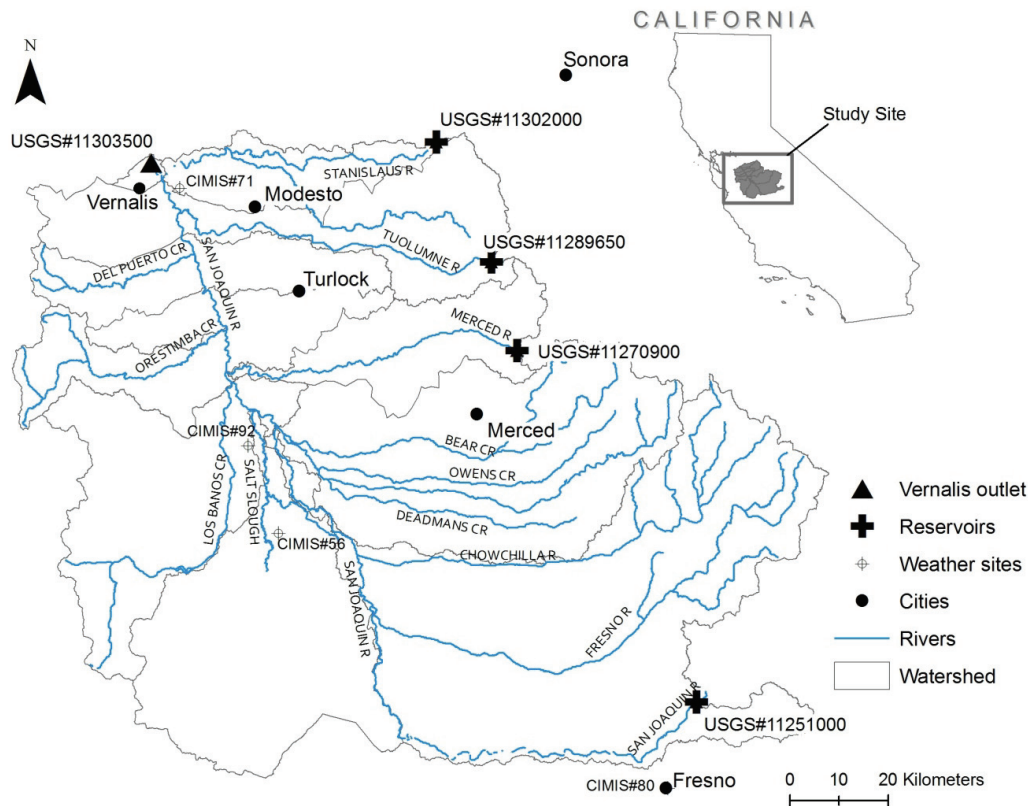 CALIFORNIA
N
Sonora
Study Site
USGS#11302000
USGS#11303500
STANISLAUS R
CIMIS#71
Vernalis
Modesto
TUOLUMNE R
USGS#11289650
DEL PUERTO CR
SAN JOAQUIN R
Turlock
MERCED R
ORESTIMBA CR
USGS#11270900
CIMIS#92
Merced
BEAR CR
OWENS CR
LOS BANOS CR
SALT SLOUGH
DEADMANS CR
CIMIS#56
CHOWCHILLA R
SAN JOAQUIN R
FRESNO R
SAN JOAQUIN R
USGS#11251000
CIMIS#80
Fresno
Vernalis outlet
Reservoirs
Weather sites
Cities
Rivers
Watershed
0 10 20 Kilometers